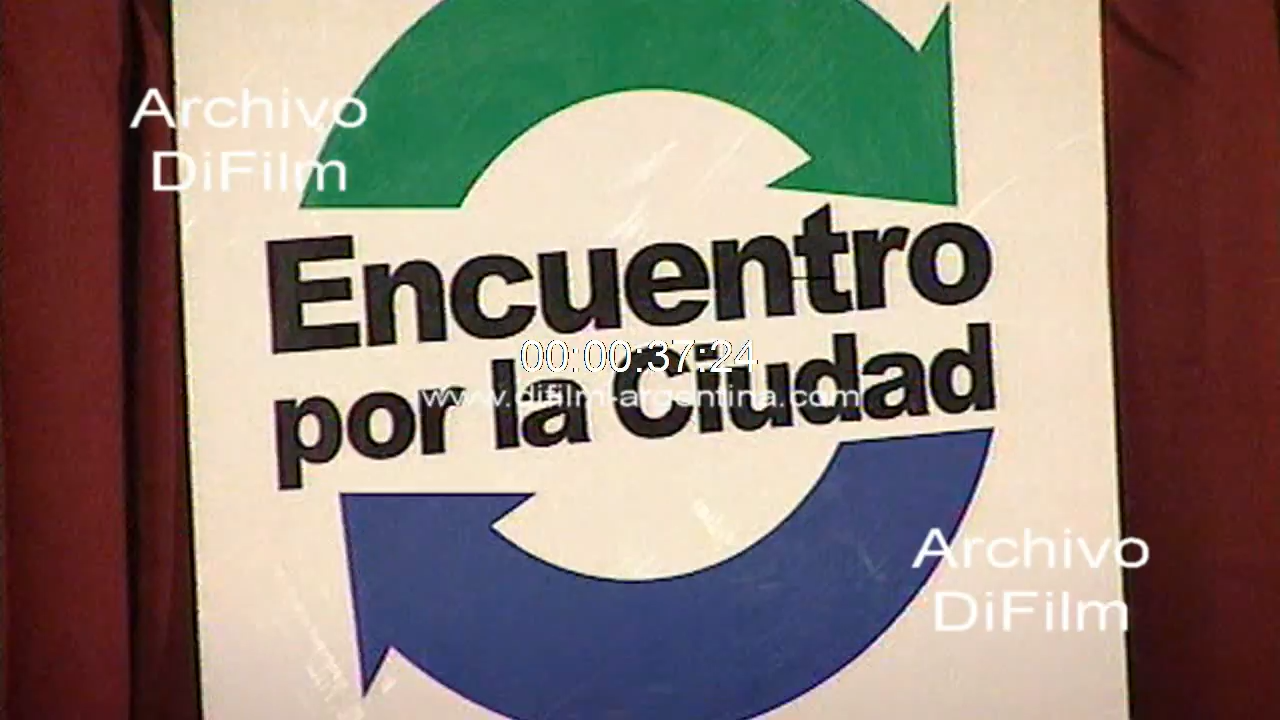 Archivo
DiFilm
Encuentro
por la Ciudad
00:00:37:24
www.difilm-argentina.com
Archivo
DiFilm